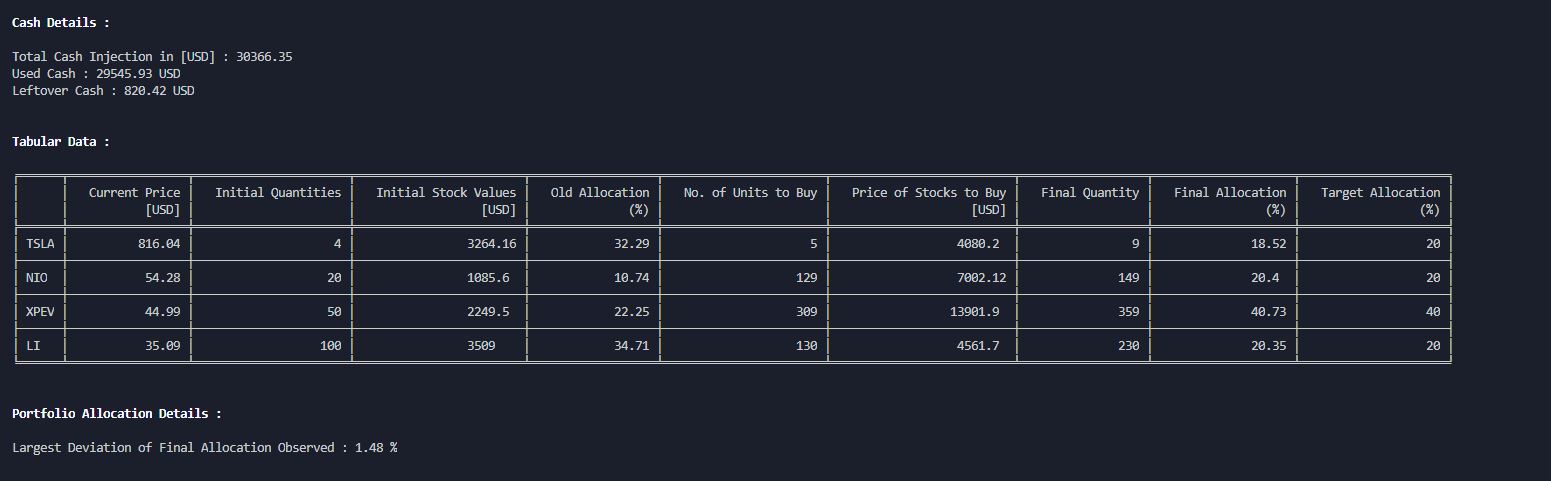 Cash Details :
Total Cash Injection in [USD] : 30366.35
Used Cash : 29545.93 USD
Leftover Cash : 820.42 USD
Tabular Data :
Current Price Initial Quantities Initial Stock Values Old Allocation No. of Units to Buy Price of Stocks to Buy Final Quantity Final Allocation Target Allocation
[USD] [USD] (%) [USD] (%) (%)
TSLA 816.04 4 3264.16 32.29 5 4080.2 9 18.52 20
NIO 54.28 20 1085.6 10.74 129 7002.12 149 20.4 20
XPEV 44.99 50 2249.5 22.25 309 13901.9 359 40.73 40
LI 35.09 100 3509 34.71 130 4561.7 230 20.35 20
Portfolio Allocation Details :
Largest Deviation of Final Allocation Observed : 1.48 %